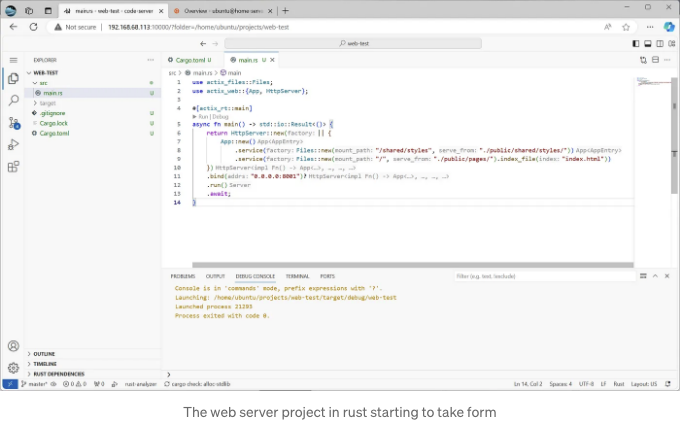 main.rs - web-test - code-server
Overview - ubuntu@home-serv
Not secure 192.168.68.113:10000/?folder=/home/ubuntu/projects/web-test
web-test
EXPLORER
WEB-TEST
src
main.rs
6
target
.gitignore
U
Cargo.lock
U
Cargo.toml
U
OUTLINE
TIMELINE
RUST DEPENDENCIES
Cargo.toml U
main.rs U
src > main.rs > main
1 use actix_files::Files;
2 use actix_web::{App, HttpServer};
3
4 #[actix_rt::main]
Run | Debug
5 async fn main() -> std::io::Result<()> {
6 return HttpServer::new(factory: || {
7 App::new() App<AppEntry>
8 .service(factory: Files::new(mount_path: "/shared/styles", serve_from: "./public/shared/styles/")) App<AppEntry>
9 .service(factory: Files::new(mount_path: "/", serve_from: "./public/pages/").index_file(index: "index.html"))
10 }) HttpServer<impl Fn() -> App<…>, …, …, …>
11 .bind(addrs: "0.0.0.0:8001")? HttpServer<impl Fn() -> App<…>, …, …, …>
12 .run() Server
13 .await;
14 }
PROBLEMS OUTPUT DEBUG CONSOLE TERMINAL PORTS
Filter (e.g. text, !exclude)
Console is in 'commands' mode, prefix expressions with '?'.
Launching: /home/ubuntu/projects/web-test/target/debug/web-test
Launched process 21295
Process exited with code 0.
master* 0 0 0 rust-analyzer cargo check: alloc-stdlib
Ln 14, Col 2 Spaces: 4 UTF-8 LF Rust Layout: US
The web server project in rust starting to take form